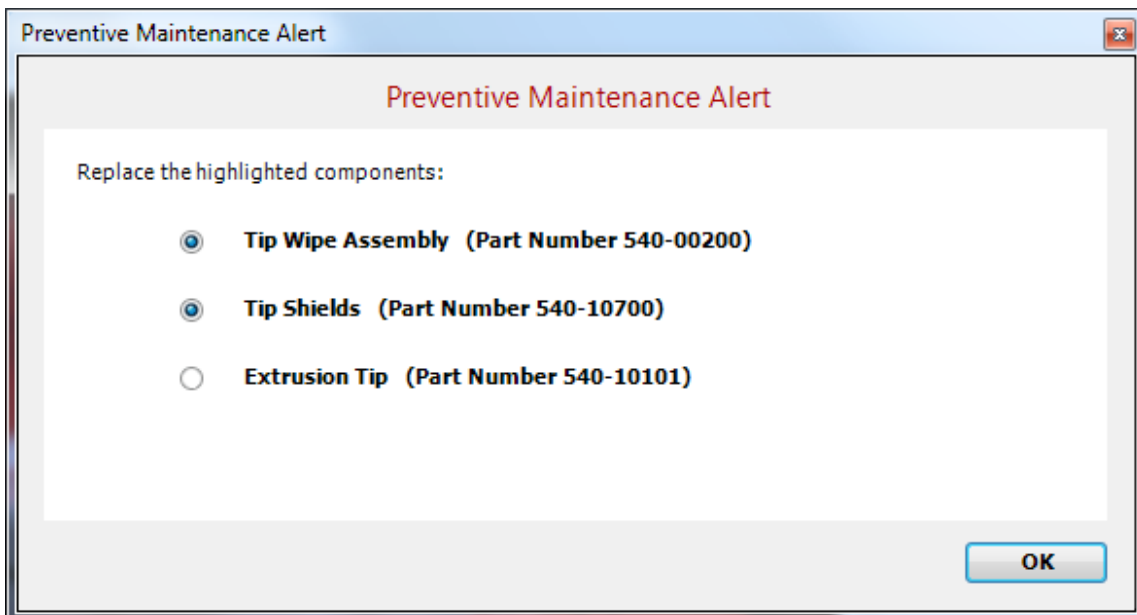 Preventive Maintenance Alert
Preventive Maintenance Alert
Replace the highlighted components:
Tip Wipe Assembly (Part Number 540-00200)
Tip Shields (Part Number 540-10700)
Extrusion Tip (Part Number 540-10101)
OK